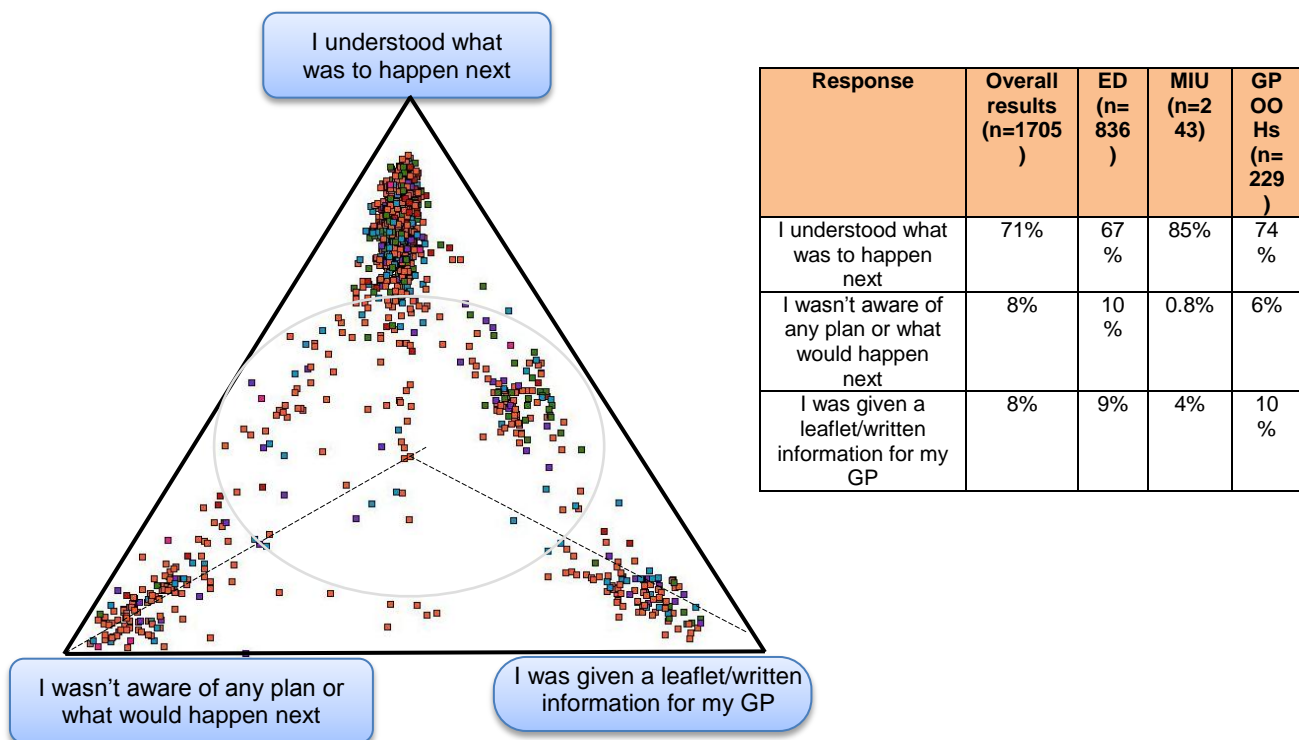 I understood what
was to happen next
I wasn't aware of any plan or
what would happen next
I was given a leaflet/written
information for my GP
Response
Overall
results
(n=1705
)
ED
(n=
836
)
MIU
(n=2
43)
GP
OO
Hs
(n=
229
)
I understood what
was to happen
next
71%
67
%
85%
74
%
I wasn't aware of
any plan or what
would happen
next
8%
10
%
0.8%
6%
I was given a
leaflet/written
information for my
GP
8%
9%
4%
10
%